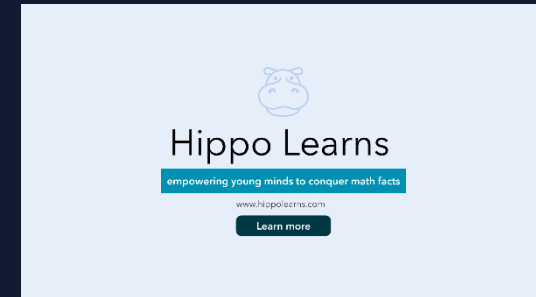 Hippo Learns
empowering young minds to conquer math facts
www.hippolearns.com
Learn more